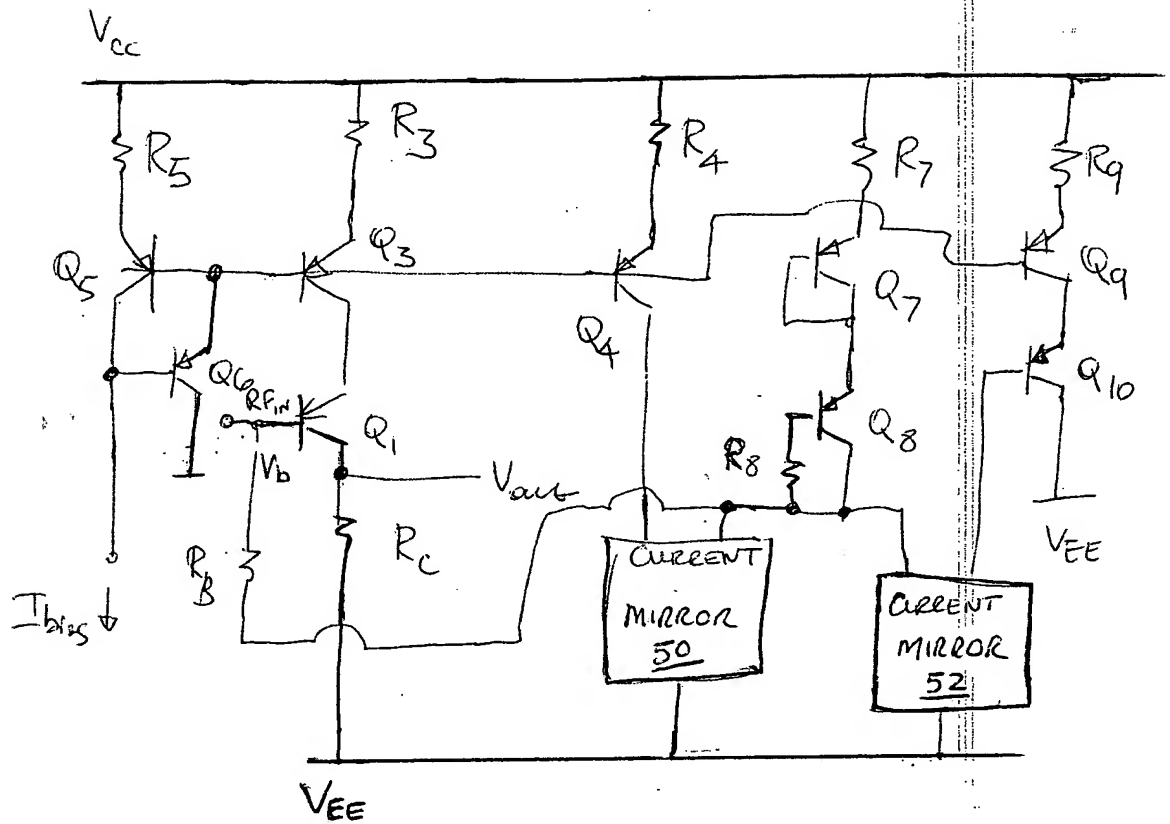 Vcc
R5
R3
R4
R7
R9
Q5
Q3
Q4
Q7
Q9
Q6
RFIN
Q1
Q8
Q10
Vb
Vout
R8
RB
RC
VEE
Ibias
CURRENT
MIRROR
50
CURRENT
MIRROR
52
VEE